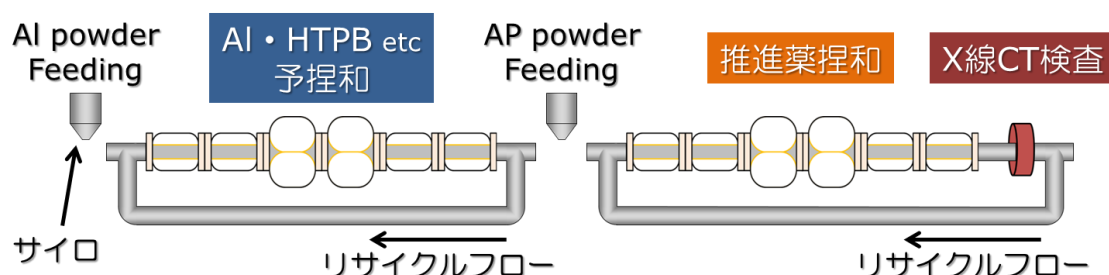 Al powder
Feeding
Al・HTPB etc
予捏和
AP powder
Feeding
推進薬捏和
X線CT検査
サイロ
リサイクルフロー
リサイクルフロー